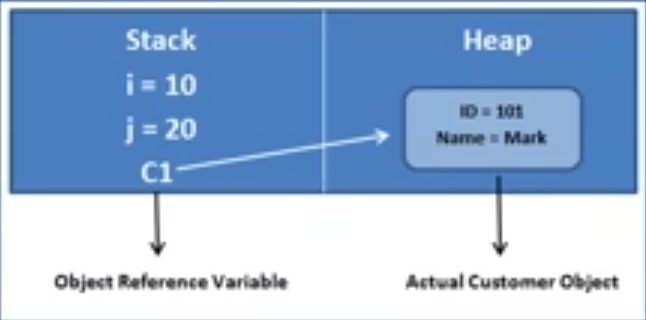 Stack
i = 10
j = 20
C1
Heap
ID = 101
Name = Mark
Object Reference Variable
Actual Customer Object